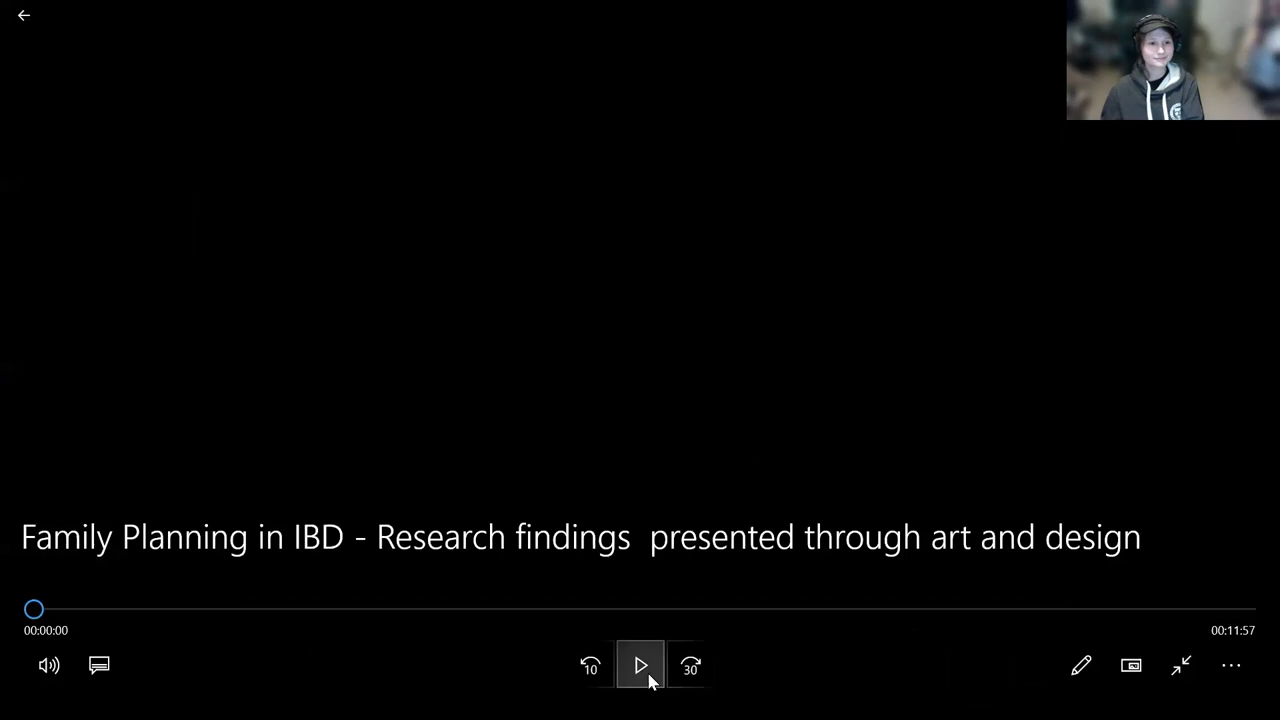 Family Planning in IBD - Research findings  presented through art and design
00:00:00
00:11:57
10
30